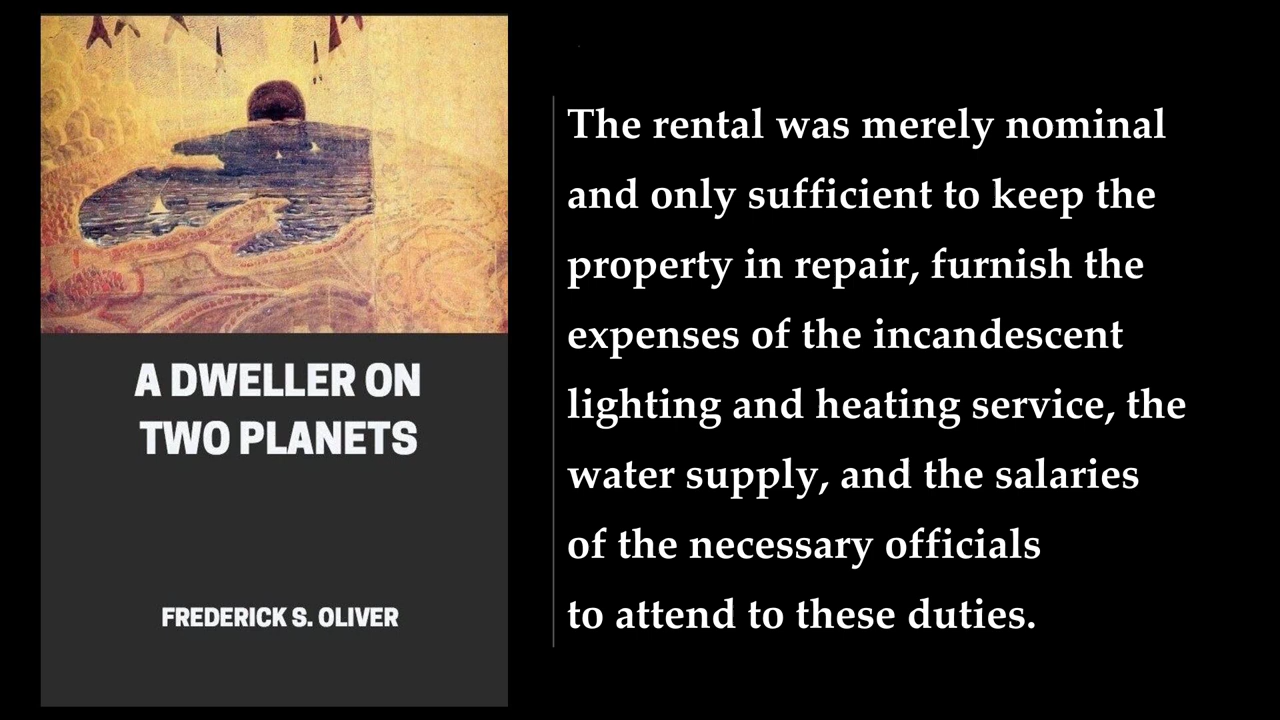 A DWELLER ON
TWO PLANETS
FREDERICK S. OLIVER
The rental was merely nominal
and only sufficient to keep the
property in repair, furnish the
expenses of the incandescent
lighting and heating service, the
water supply, and the salaries
of the necessary officials
to attend to these duties.